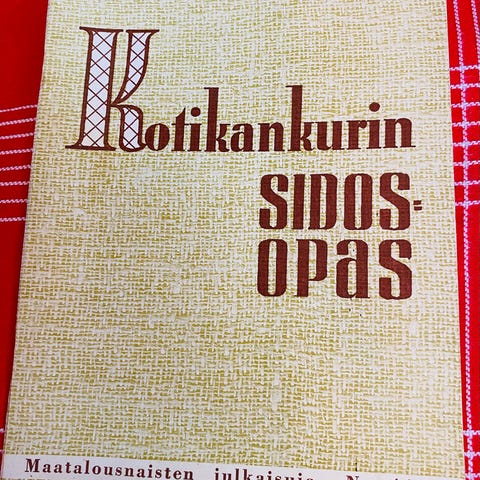 Kotikankurin
SIDOS=
OPaS
Maatalousnaisten julkaisuja